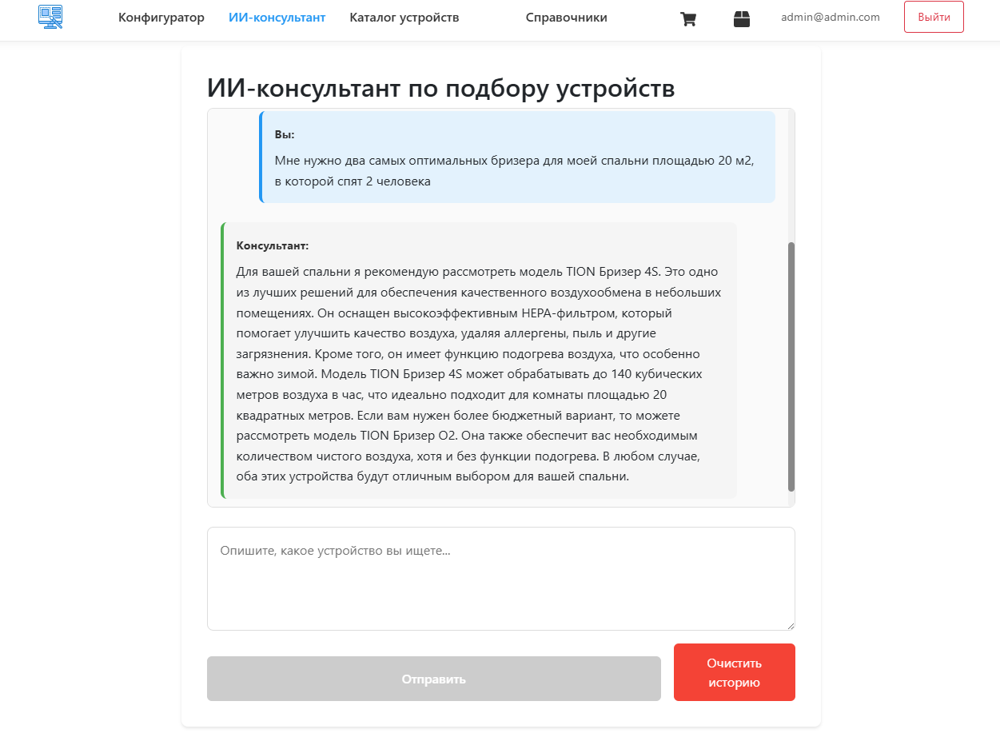 Конфигуратор ИИ-консультант Каталог устройств Справочники admin@admin.com Выйти
ИИ-консультант по подбору устройств
Вы:
Мне нужно два самых оптимальных бризера для моей спальни площадью 20 м2,
в которой спят 2 человека
Консультант:
Для вашей спальни я рекомендую рассмотреть модель TION Бризер 4S. Это одно
из лучших решений для обеспечения качественного воздухообмена в небольших
помещениях. Он оснащен высокоэффективным HEPA-фильтром, который
помогает улучшить качество воздуха, удаляя аллергены, пыль и другие
загрязнения. Кроме того, он имеет функцию подогрева воздуха, что особенно
важно зимой. Модель TION Бризер 4S может обрабатывать до 140 кубических
метров воздуха в час, что идеально подходит для комнаты площадью 20
квадратных метров. Если вам нужен более бюджетный вариант, то можете
рассмотреть модель TION Бризер O2. Она также обеспечит вас необходимым
количеством чистого воздуха, хотя и без функции подогрева. В любом случае,
оба этих устройства будут отличным выбором для вашей спальни.
Опишите, какое устройство вы ищете...
Отправить
Очистить
историю